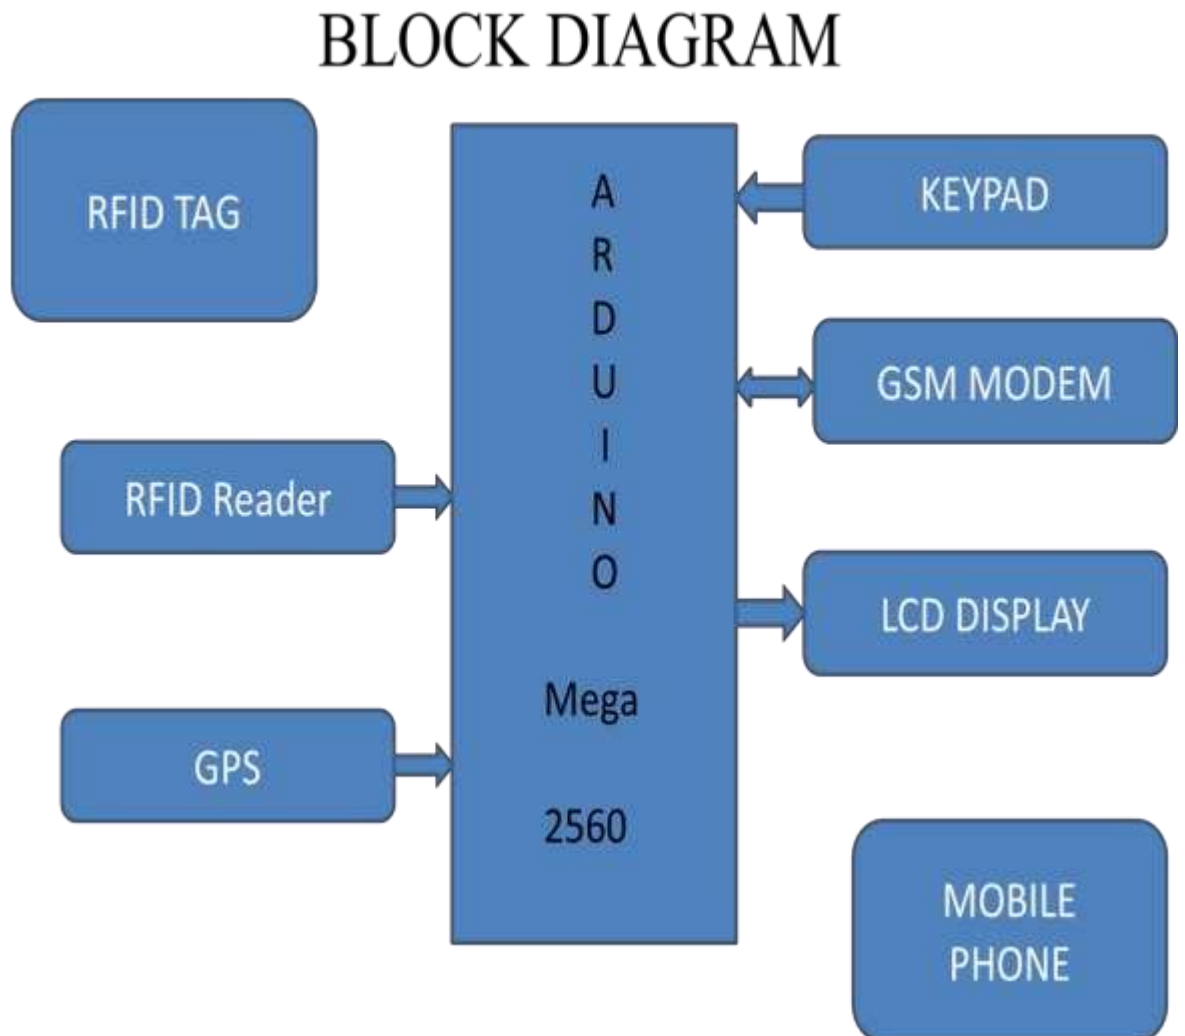 BLOCK DIAGRAM
RFID TAG
RFID Reader
GPS
A
R
D
U
I
N
O
Mega
2560
KEYPAD
GSM MODEM
LCD DISPLAY
MOBILE
PHONE